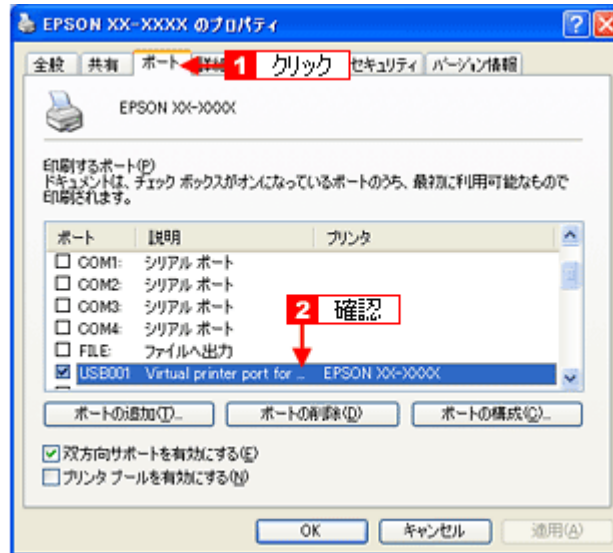 EPSON XX-XXXX のプロパティ
全般 共有 ポート 1 クリック セキュリティ バージョン情報
EPSON XX-XXXX
印刷するポート(P)
ドキュメントは、チェック ボックスがオンになっているポートのうち、最初に利用可能なもので
印刷されます。
ポート 説明 プリンタ
COM1: シリアル ポート
COM2: シリアル ポート
COM3: シリアル ポート
COM4: シリアル ポート
FILE: ファイルへ出力
2 確認
USB001 Virtual printer port for ... EPSON XX-XXXX
ポートの追加(T)... ポートの削除(D) ポートの構成(C)...
双方向サポートを有効にする(E)
プリンタ プールを有効にする(N)
OK キャンセル 適用(A)